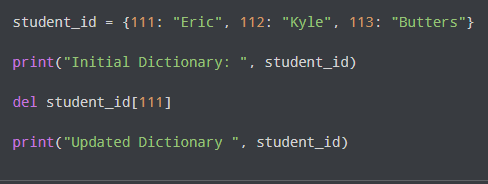 student_id = {111: "Eric", 112: "Kyle", 113: "Butters"}
print("Initial Dictionary: ", student_id)
del student_id[111]
print("Updated Dictionary ", student_id)